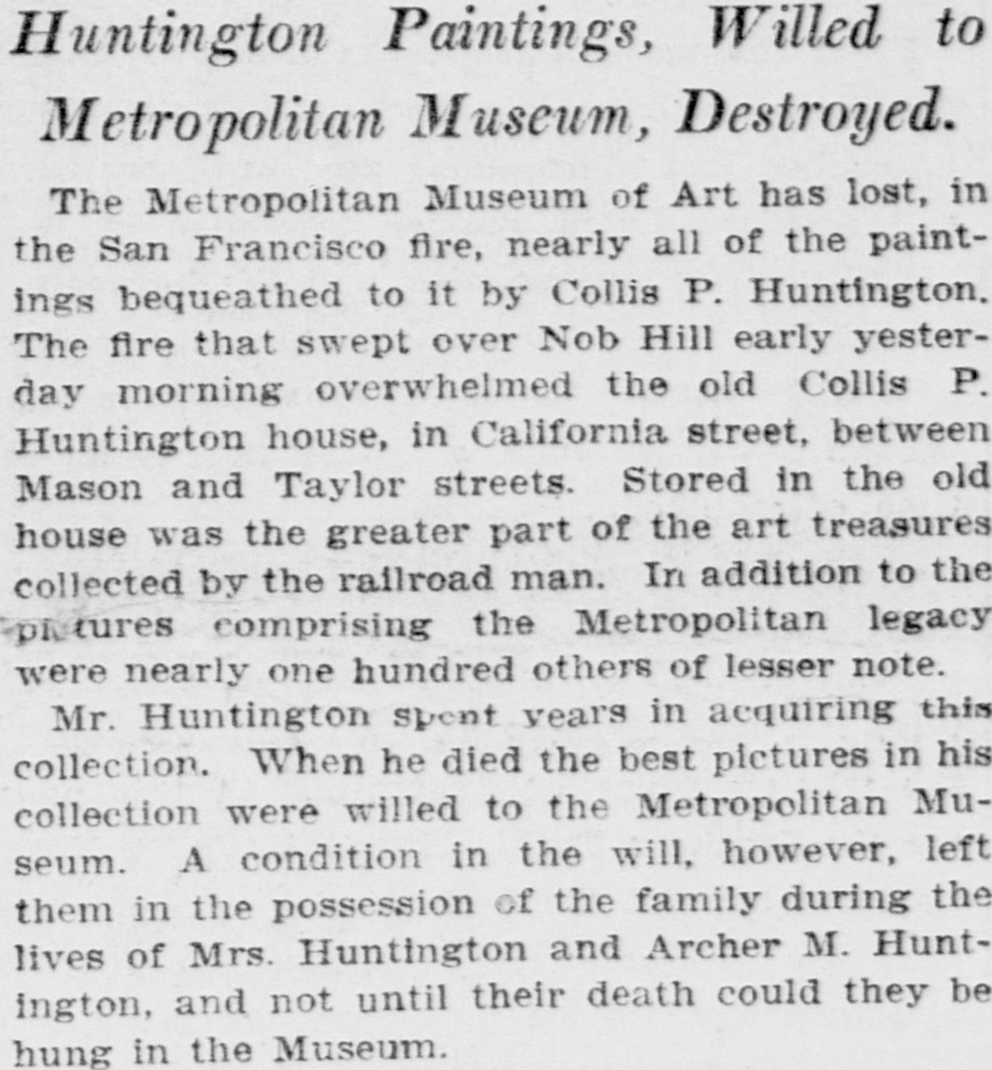 Huntington Paintings, Willed to
Metropolitan Museum, Destroyed.
The Metropolitan Museum of Art has lost, in
the San Francisco fire, nearly all of the paint-
ings bequeathed to it by Collis P. Huntington.
The fire that swept over Nob Hill early yester-
day morning overwhelmed the old Collis P.
Huntington house, in California street, between
Mason and Taylor streets. Stored in the old
house was the greater part of the art treasures
collected by the railroad man. In addition to the
pictures comprising the Metropolitan legacy
were nearly one hundred others of lesser note.
Mr. Huntington spent years in acquiring this
collection. When he died the best pictures in his
collection were willed to the Metropolitan Mu-
seum. A condition in the will, however, left
them in the possession of the family during the
lives of Mrs. Huntington and Archer M. Hunt-
ington, and not until their death could they be
hung in the Museum.